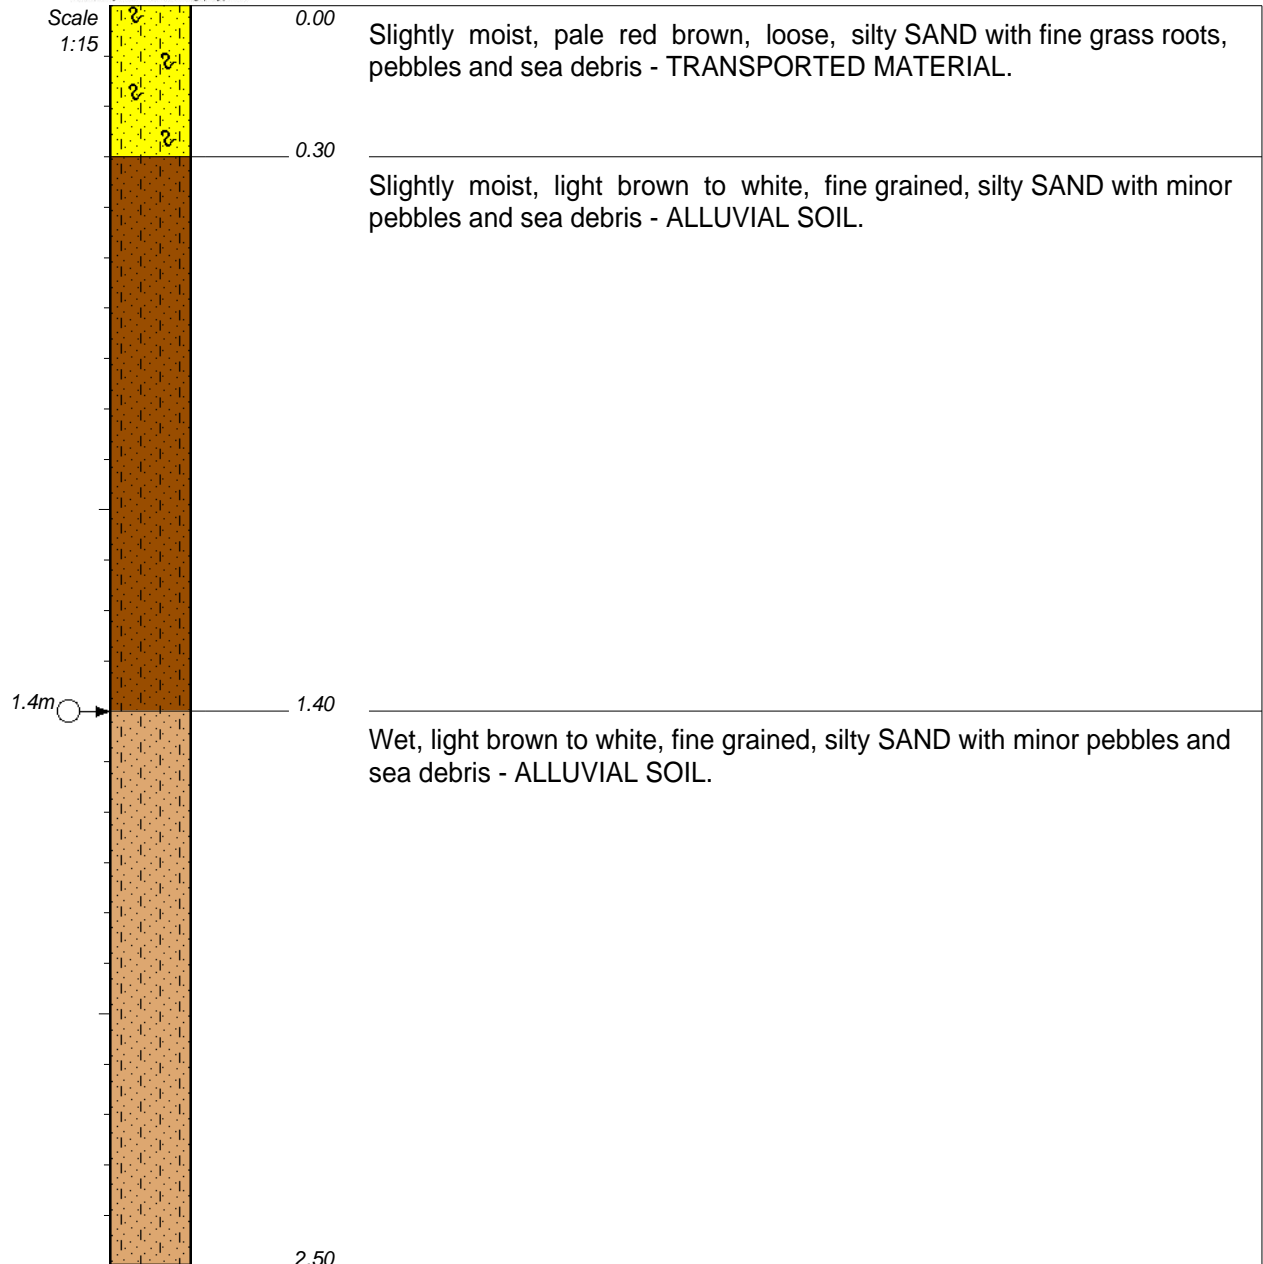 Scale
1:15
0.00
Slightly moist, pale red brown, loose, silty SAND with fine grass roots,
pebbles and sea debris - TRANSPORTED MATERIAL.
0.30
Slightly moist, light brown to white, fine grained, silty SAND with minor
pebbles and sea debris - ALLUVIAL SOIL.
1.4m
1.40
Wet, light brown to white, fine grained, silty SAND with minor pebbles and
sea debris - ALLUVIAL SOIL.
2.50